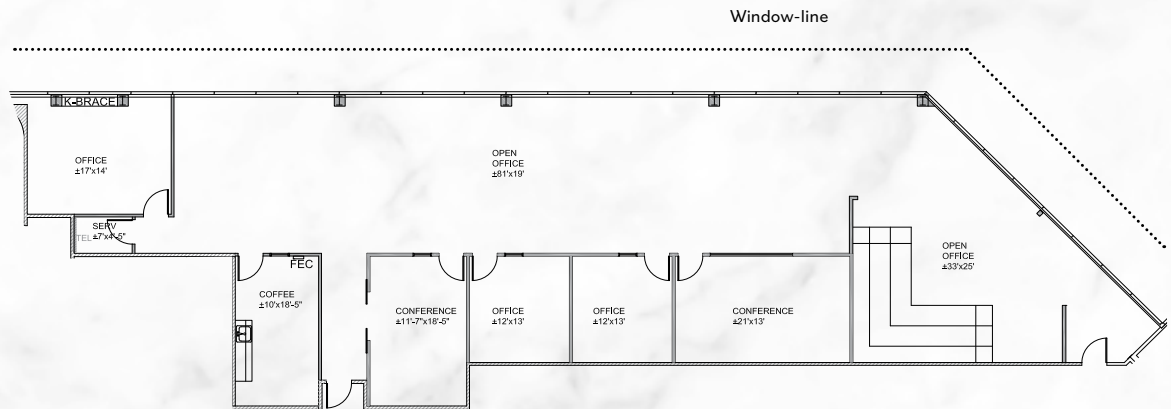 Window-line
K-BRACE
OFFICE
±17'x14'
OPEN
OFFICE
±81'x19'
SERV
TEL
±7'x4'-5"
OPEN
OFFICE
±33'x25'
FEC
COFFEE
±10'x18'-5"
CONFERENCE
±11'-7"x18'-5"
OFFICE
±12'x13'
OFFICE
±12'x13'
CONFERENCE
±21'x13'